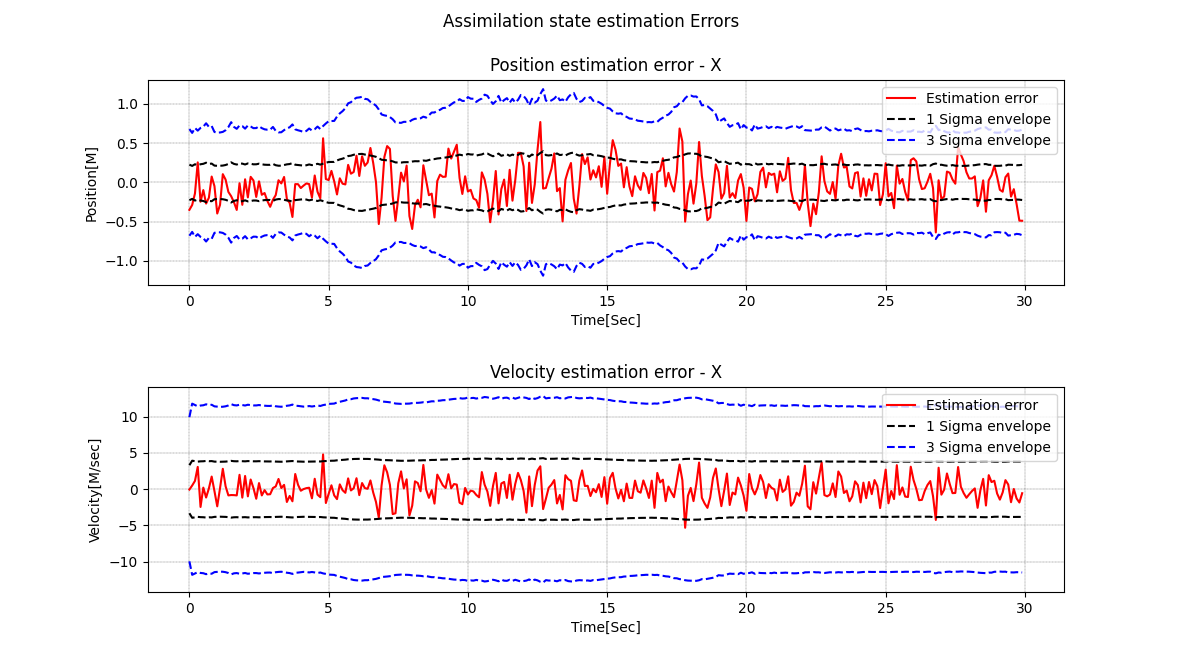 Assimilation state estimation Errors
Position estimation error - X
1.0
0.5
0.0
−0.5
−1.0
Position[M]
Estimation error
1 Sigma envelope
3 Sigma envelope
0 5 10 15 20 25 30
Time[Sec]
Velocity estimation error - X
10
5
0
−5
−10
Velocity[M/sec]
Estimation error
1 Sigma envelope
3 Sigma envelope
0 5 10 15 20 25 30
Time[Sec]